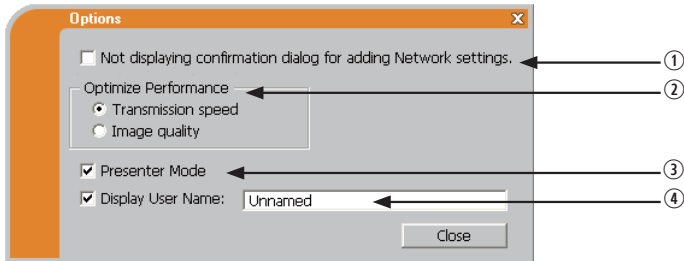 Options
Not displaying confirmation dialog for adding Network settings.
①
Optimize Performance
②
Transmission speed
Image quality
Presenter Mode
③
Display User Name: Unnamed
④
Close